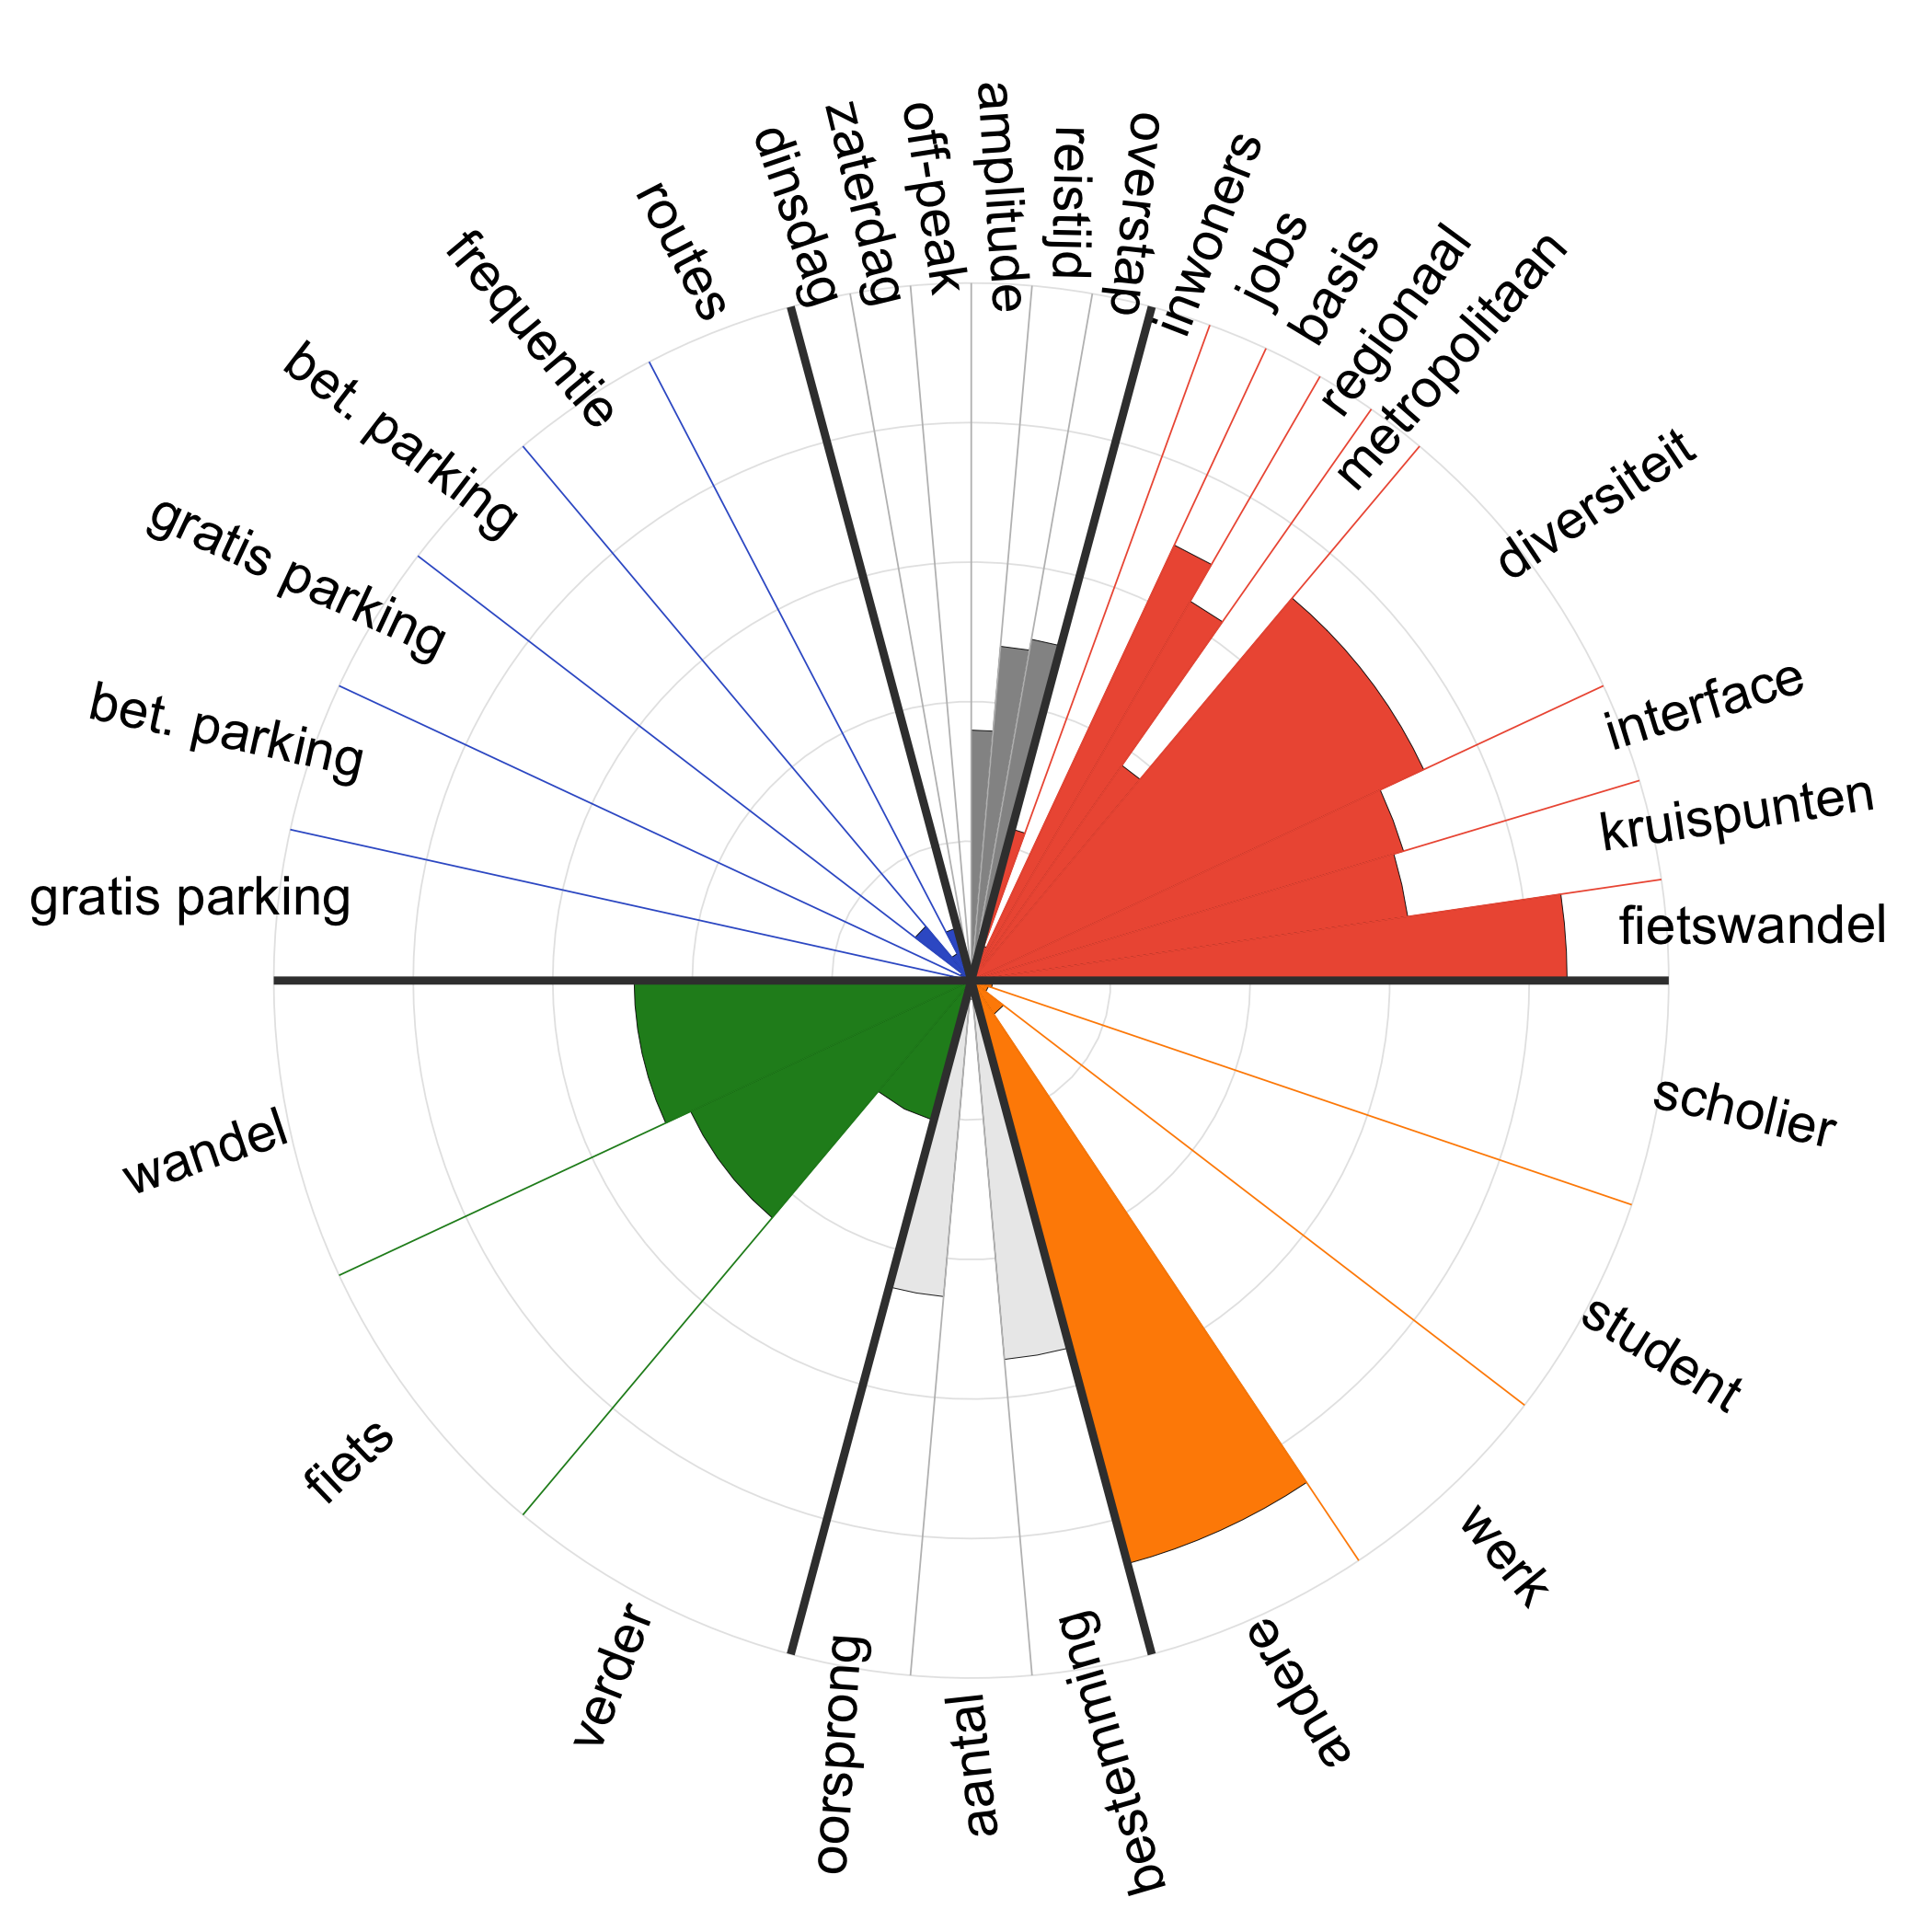 dinsdag
zaterdag
off-peak
amplitude
reistijd
overstap
inwoners
jobs
basis
regionaal
metropolitaan
diversiteit
interface
kruispunten
fietswandel
scholier
student
werk
andere
bestemming
aantal
oorsprong
verder
fiets
wandel
gratis parking
bet. parking
gratis parking
bet. parking
frequentie
routes